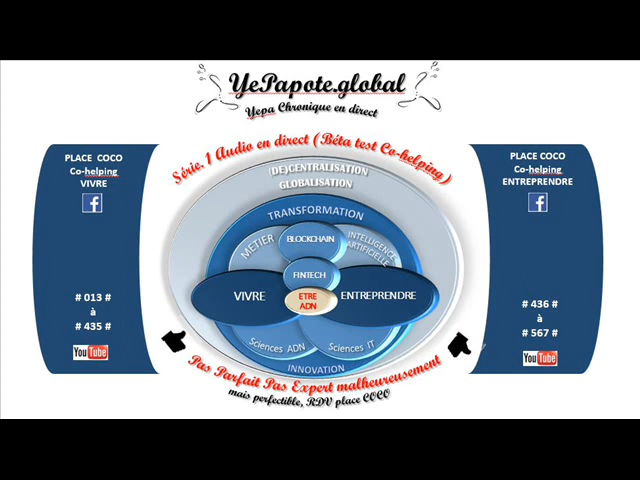 YePapote.global
Yepa Chronique en direct
Série, 1 Audio en direct (Béta test Co-helping)
PLACE COCO
Co-helping
VIVRE
# 013 #
à
# 435 #
YouTube
(DE)CENTRALISATION
GLOBALISATION
TRANSFORMATION
METIER
BLOCKCHAIN
INTELLIGENCE
ARTIFICIELLE
FINTECH
VIVRE
ETRE
ADN
ENTREPRENDRE
Sciences ADN
Sciences IT
INNOVATION
PLACE COCO
Co-helping
ENTREPRENDRE
# 436 #
à
# 567 #
YouTube
Pas Parfait Pas Expert malheureusement
mais perfectible, RDV place COCO